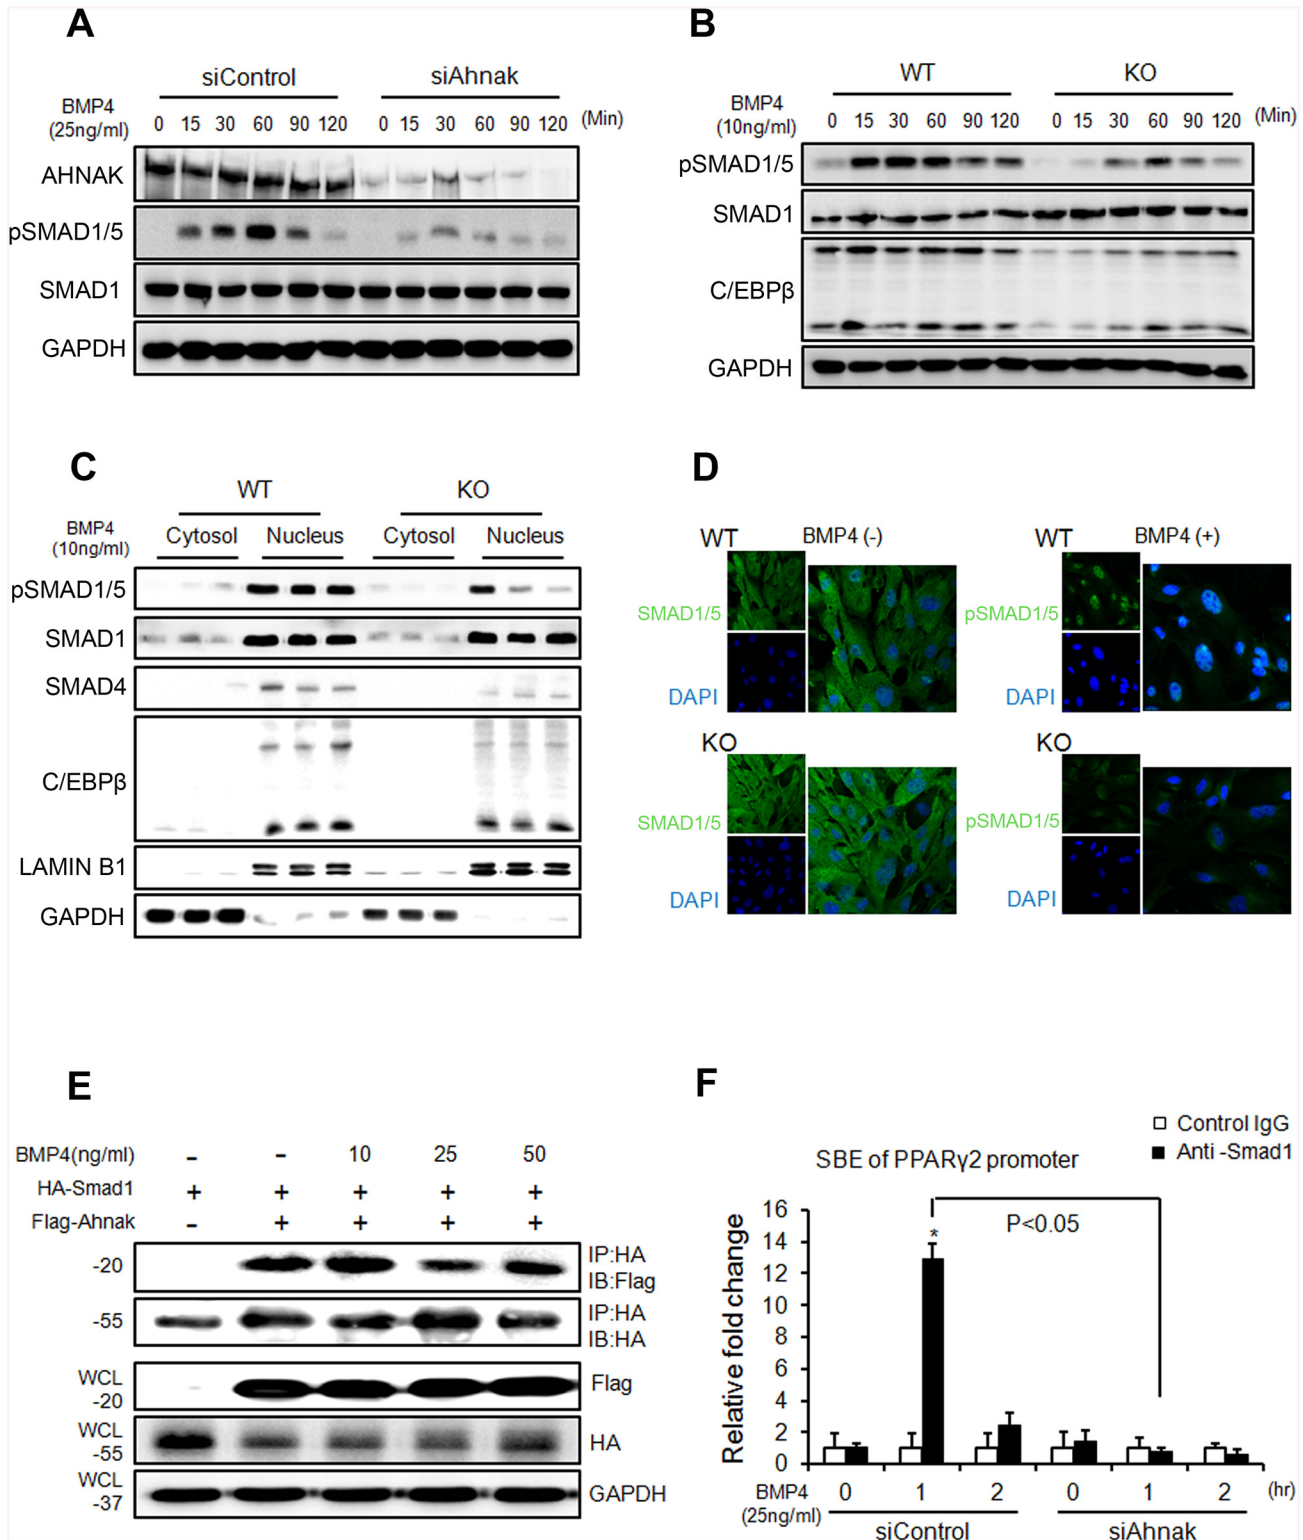 A
siControl siAhnak
BMP4
(25ng/ml)
0 15 30 60 90 120 0 15 30 60 90 120 (Min)
AHNAK
pSMAD1/5
SMAD1
GAPDH
B
WT KO
BMP4
(10ng/ml)
0 15 30 60 90 120 0 15 30 60 90 120 (Min)
pSMAD1/5
SMAD1
C/EBPβ
GAPDH
C
WT KO
BMP4
(10ng/ml)
Cytosol Nucleus Cytosol Nucleus
pSMAD1/5
SMAD1
SMAD4
C/EBPβ
LAMIN B1
GAPDH
D
WT BMP4 (-)
SMAD1/5
DAPI
WT BMP4 (+)
pSMAD1/5
DAPI
KO
SMAD1/5
DAPI
KO
pSMAD1/5
DAPI
E
BMP4(ng/ml) - - 10 25 50
HA-Smad1 + + + + +
Flag-Ahnak - + + + +
-20 IP:HA
IB:Flag
-55 IP:HA
IB:HA
WCL
-20 Flag
WCL
-55 HA
WCL
-37 GAPDH
F
Control IgG
Anti -Smad1
SBE of PPARγ2 promoter
Relative fold change
16
14
12
10
8
6
4
2
0
*
P<0.05
BMP4
(25ng/ml)
0 1 2 0 1 2 (hr)
siControl siAhnak